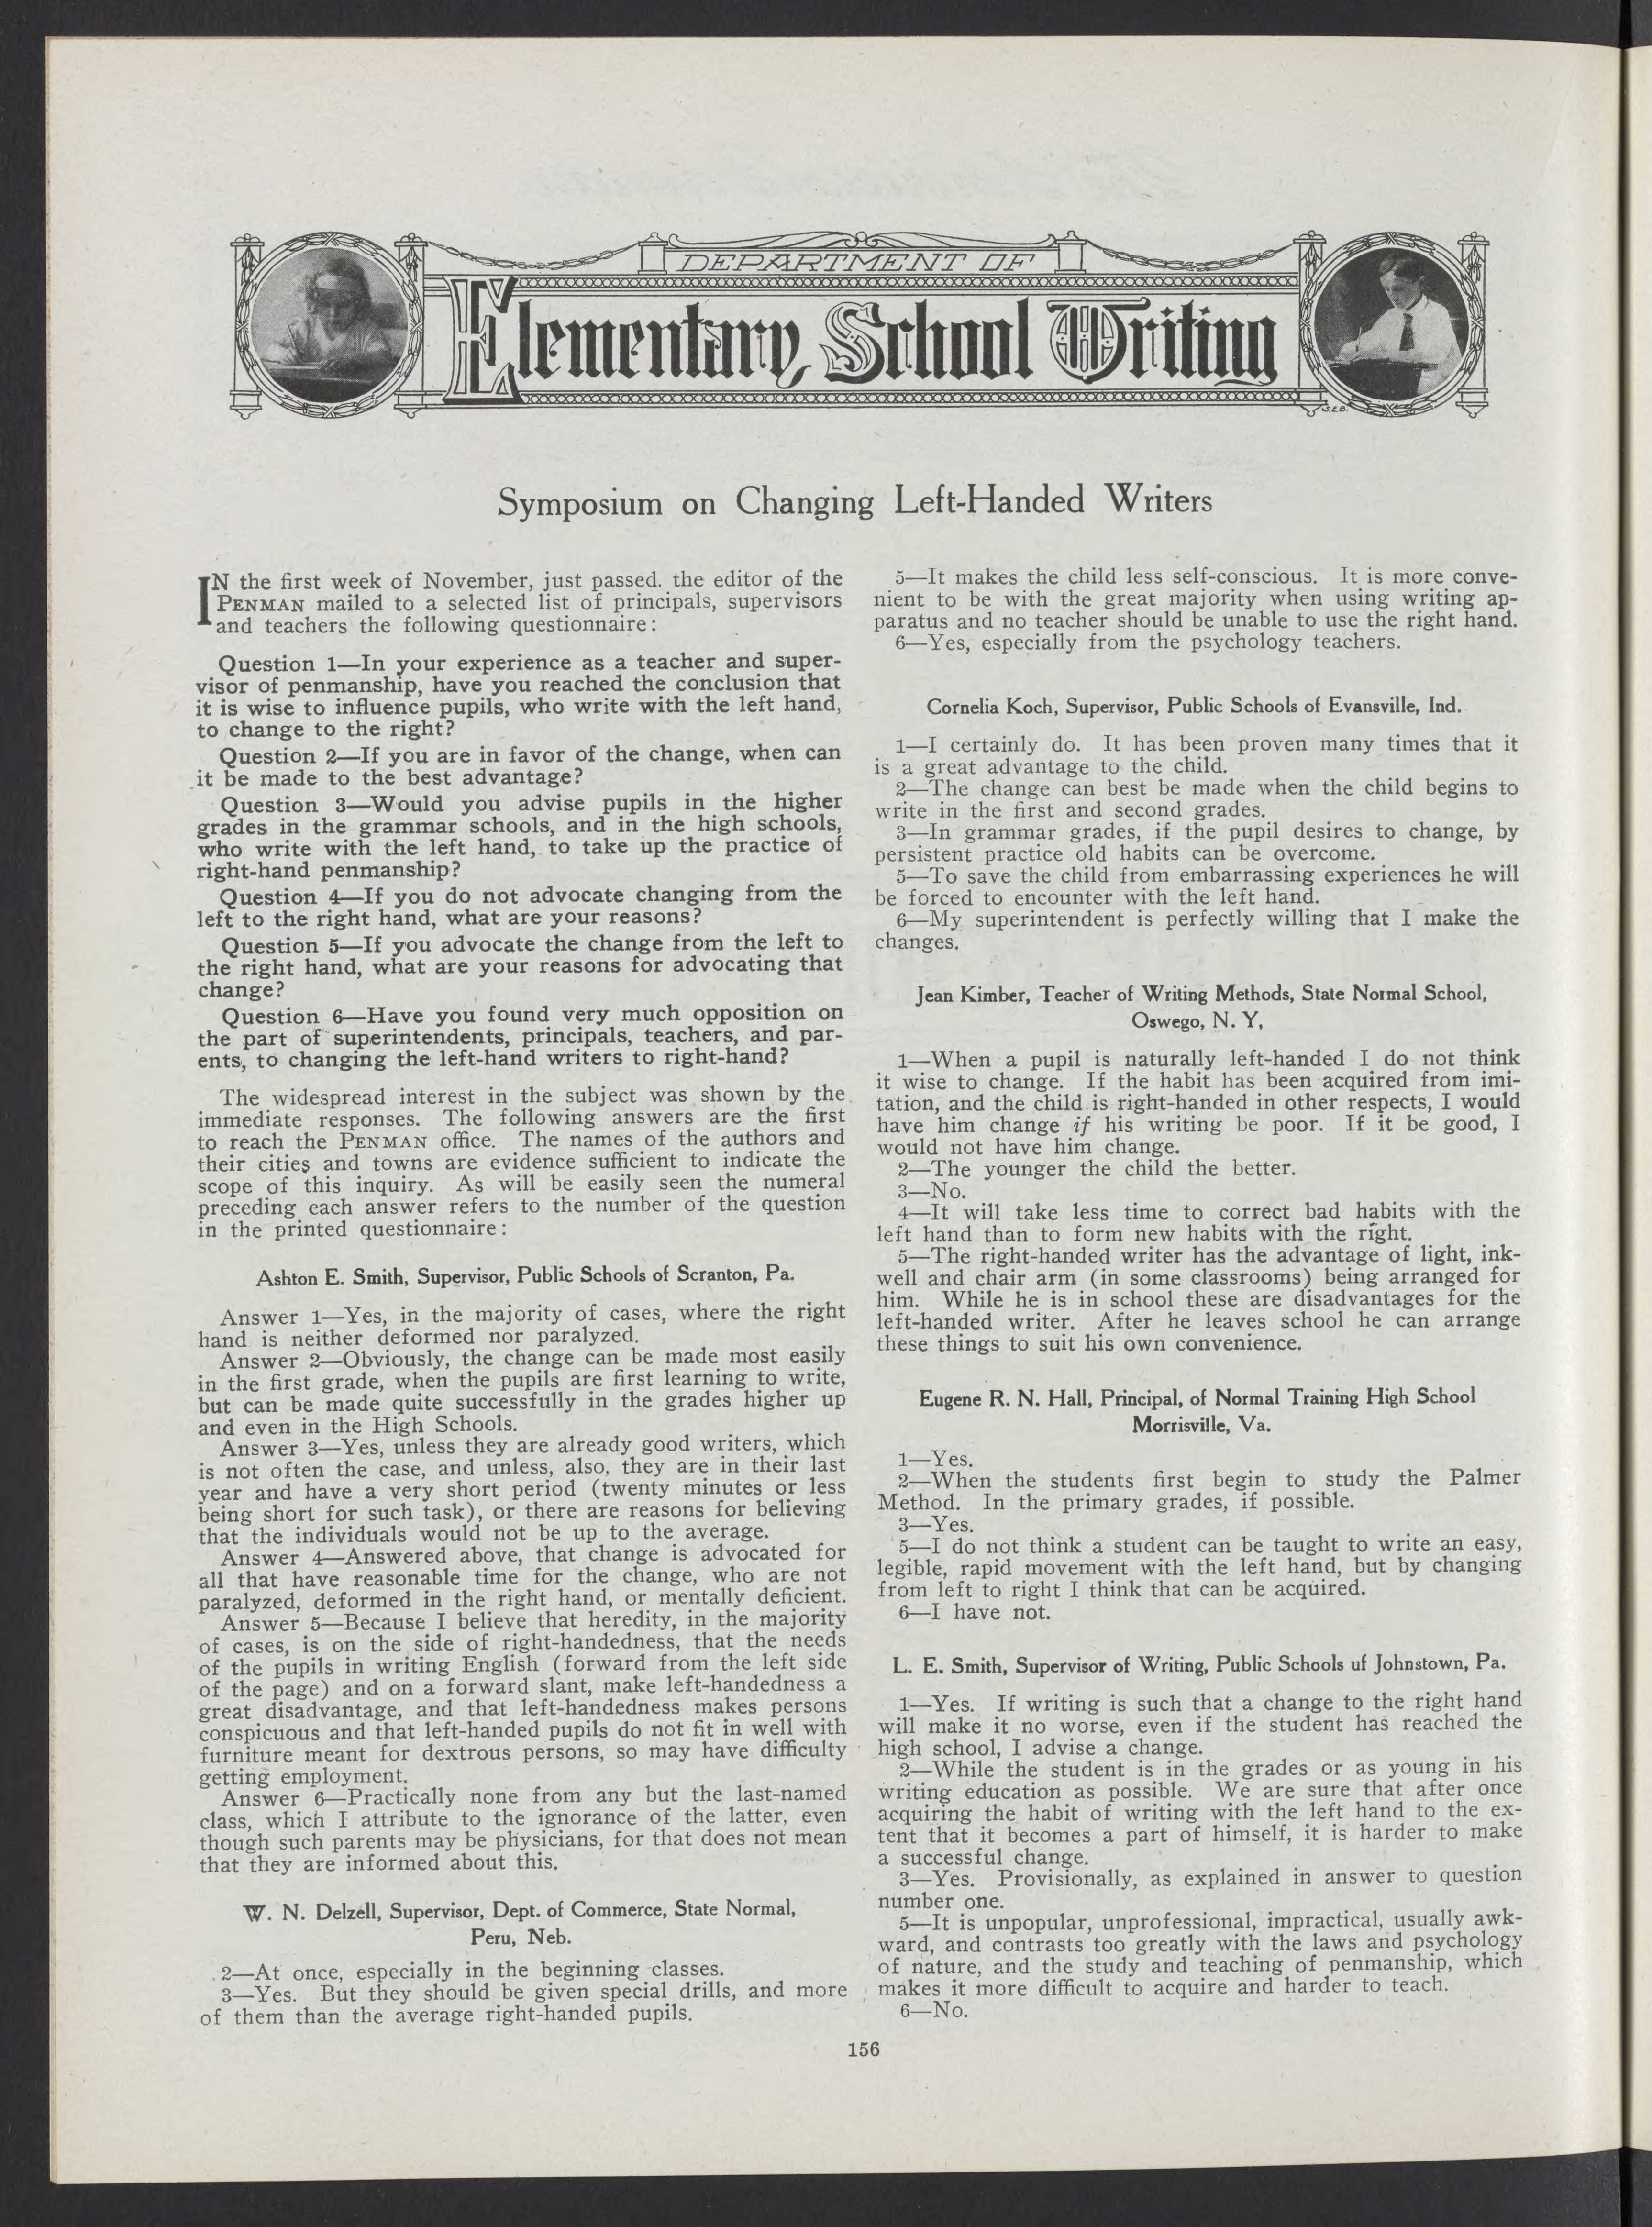 DEPARTMENT OF
Elementary School Writing
S.E.B.
Symposium on Changing Left-Handed Writers
IN the first week of November, just passed. the editor of the
PENMAN mailed to a selected list of principals, supervisors
and teachers the following questionnaire:
Question 1—In your experience as a teacher and super-
visor of penmanship, have you reached the conclusion that
it is wise to influence pupils, who write with the left hand,
to change to the right?
Question 2—If you are in favor of the change, when can
it be made to the best advantage?
Question 3—Would you advise pupils in the higher
grades in the grammar schools, and in the high schools,
who write with the left hand, to take up the practice of
right-hand penmanship?
Question 4—If you do not advocate changing from the
left to the right hand, what are your reasons?
Question 5—If you advocate the change from the left to
the right hand, what are your reasons for advocating that
change?
Question 6—Have you found very much opposition on
the part of superintendents, principals, teachers, and par-
ents, to changing the left-hand writers to right-hand?
The widespread interest in the subject was shown by the
immediate responses. The following answers are the first
to reach the PENMAN office. The names of the authors and
their cities and towns are evidence sufficient to indicate the
scope of this inquiry. As will be easily seen the numeral
preceding each answer refers to the number of the question
in the printed questionnaire:
Ashton E. Smith, Supervisor, Public Schools of Scranton, Pa.
Answer 1—Yes, in the majority of cases, where the right
hand is neither deformed nor paralyzed.
Answer 2—Obviously, the change can be made most easily
in the first grade, when the pupils are first learning to write,
but can be made quite successfully in the grades higher up
and even in the High Schools.
Answer 3—Yes, unless they are already good writers, which
is not often the case, and unless, also, they are in their last
year and have a very short period (twenty minutes or less
being short for such task), or there are reasons for believing
that the individuals would not be up to the average.
Answer 4—Answered above, that change is advocated for
all that have reasonable time for the change, who are not
paralyzed, deformed in the right hand, or mentally deficient.
Answer 5—Because I believe that heredity, in the majority
of cases, is on the side of right-handedness, that the needs
of the pupils in writing English (forward from the left side
of the page) and on a forward slant, make left-handedness a
great disadvantage, and that left-handedness makes persons
conspicuous and that left-handed pupils do not fit in well with
furniture meant for dextrous persons, so may have difficulty
getting employment.
Answer 6—Practically none from any but the last-named
class, which I attribute to the ignorance of the latter, even
though such parents may be physicians, for that does not mean
that they are informed about this.
W. N. Delzell, Supervisor, Dept. of Commerce, State Normal,
Peru, Neb.
2—At once, especially in the beginning classes.
3—Yes. But they should be given special drills, and more
of them than the average right-handed pupils.
5—It makes the child less self-conscious. It is more conve-
nient to be with the great majority when using writing ap-
paratus and no teacher should be unable to use the right hand.
6—Yes, especially from the psychology teachers.
Cornelia Koch, Supervisor, Public Schools of Evansville, Ind.
1—I certainly do. It has been proven many times that it
is a great advantage to the child.
2—The change can best be made when the child begins to
write in the first and second grades.
3—In grammar grades, if the pupil desires to change, by
persistent practice old habits can be overcome.
5—To save the child from embarrassing experiences he will
be forced to encounter with the left hand.
6—My superintendent is perfectly willing that I make the
changes.
Jean Kimber, Teacher of Writing Methods, State Normal School,
Oswego, N. Y,
1—When a pupil is naturally left-handed I do not think
it wise to change. If the habit has been acquired from imi-
tation, and the child is right-handed in other respects, I would
have him change if his writing be poor. If it be good, I
would not have him change.
2—The younger the child the better.
3—No.
4—It will take less time to correct bad habits with the
left hand than to form new habits with the right.
5—The right-handed writer has the advantage of light, ink-
well and chair arm (in some classrooms) being arranged for
him. While he is in school these are disadvantages for the
left-handed writer. After he leaves school he can arrange
these things to suit his own convenience.
Eugene R. N. Hall, Principal, of Normal Training High School
Morrisville, Va.
1—Yes.
2—When the students first begin to study the Palmer
Method. In the primary grades, if possible.
3—Yes.
5—I do not think a student can be taught to write an easy,
legible, rapid movement with the left hand, but by changing
from left to right I think that can be acquired.
6—I have not.
L. E. Smith, Supervisor of Writing, Public Schools uf Johnstown, Pa.
1—Yes. If writing is such that a change to the right hand
will make it no worse, even if the student has reached the
high school, I advise a change.
2—While the student is in the grades or as young in his
writing education as possible. We are sure that after once
acquiring the habit of writing with the left hand to the ex-
tent that it becomes a part of himself, it is harder to make
a successful change.
3—Yes. Provisionally, as explained in answer to question
number one.
5—It is unpopular, unprofessional, impractical, usually awk-
ward, and contrasts too greatly with the laws and psychology
of nature, and the study and teaching of penmanship, which
makes it more difficult to acquire and harder to teach.
6—No.
156